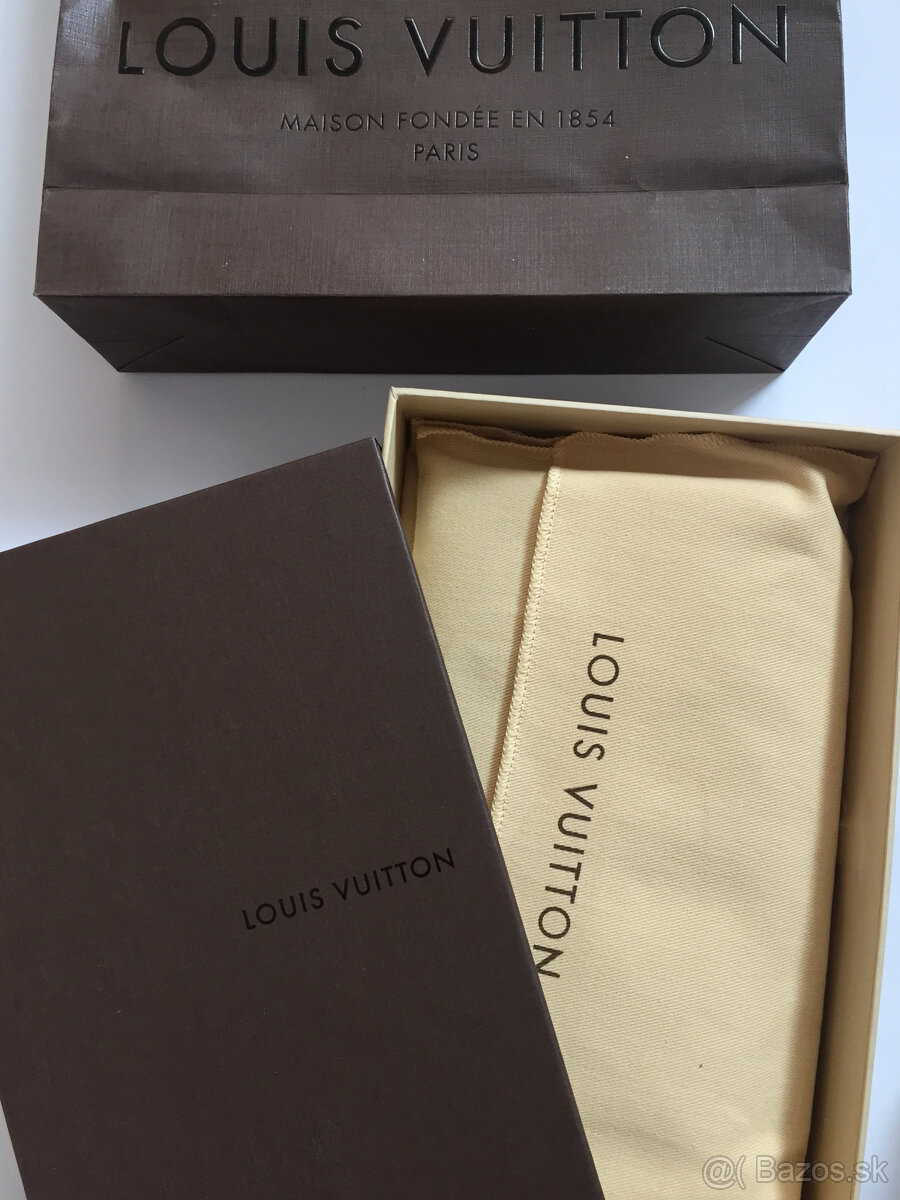 LOUIS VUITTON
MAISON FONDÉE EN 1854
PARIS
LOUIS VUITTON
LOUIS VUITTON
@( Bazos.sk